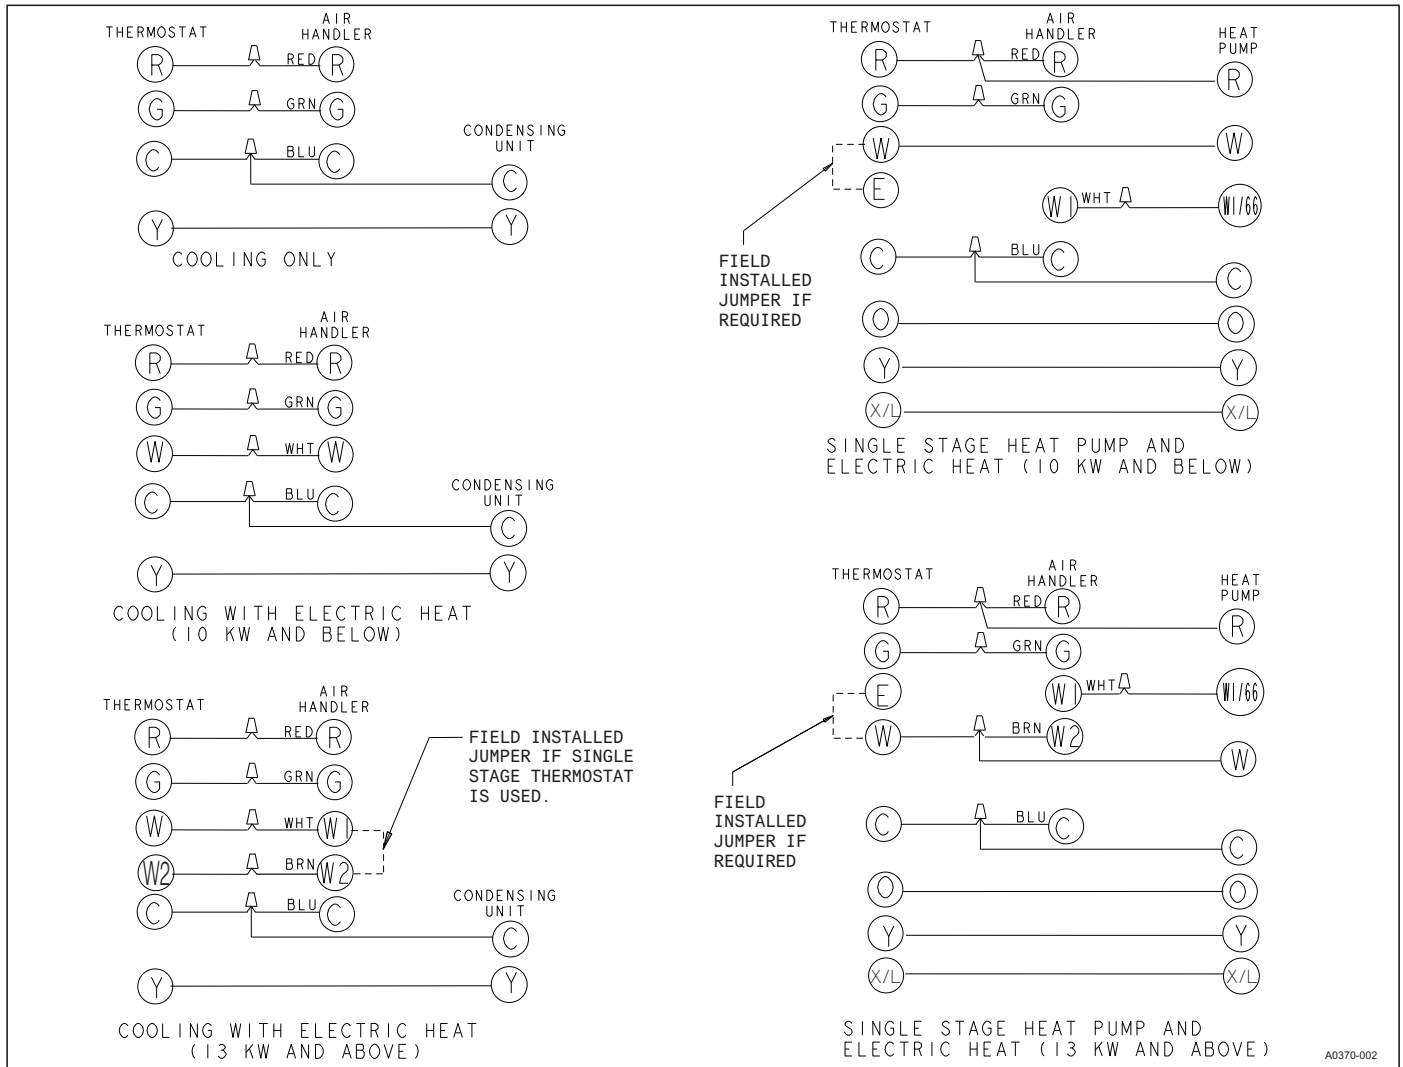 THERMOSTAT
AIR
HANDLER
R RED R
G GRN G
C BLU C
CONDENSING
UNIT
C
Y Y
COOLING ONLY
THERMOSTAT
AIR
HANDLER
R RED R
G GRN G
W WHT W
C BLU C
CONDENSING
UNIT
C
Y Y
COOLING WITH ELECTRIC HEAT
(10 KW AND BELOW)
THERMOSTAT
AIR
HANDLER
R RED R
G GRN G
W WHT W1
W2 BRN W2
C BLU C
FIELD INSTALLED
JUMPER IF SINGLE
STAGE THERMOSTAT
IS USED.
CONDENSING
UNIT
C
Y Y
COOLING WITH ELECTRIC HEAT
(13 KW AND ABOVE)
THERMOSTAT
AIR
HANDLER
HEAT
PUMP
R RED R
R
G GRN G
W W
E
W1 WHT W1/66
FIELD
INSTALLED
JUMPER IF
REQUIRED
C BLU C
C
O O
Y Y
X/L X/L
SINGLE STAGE HEAT PUMP AND
ELECTRIC HEAT (10 KW AND BELOW)
THERMOSTAT
AIR
HANDLER
HEAT
PUMP
R RED R
R
G GRN G
E W1 WHT W1/66
W BRN W2
W
FIELD
INSTALLED
JUMPER IF
REQUIRED
C BLU C
C
O O
Y Y
X/L X/L
SINGLE STAGE HEAT PUMP AND
ELECTRIC HEAT (13 KW AND ABOVE)
A0370-002